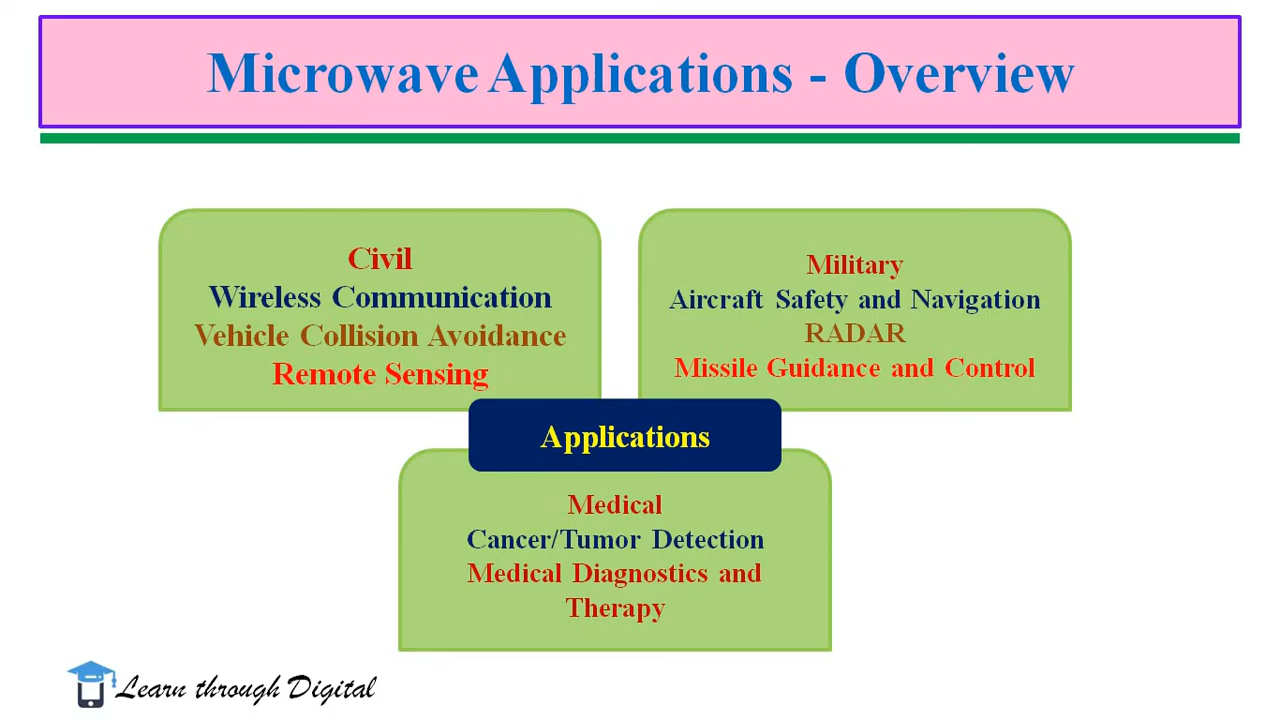 Microwave Applications - Overview
Civil
Wireless Communication
Vehicle Collision Avoidance
Remote Sensing
Military
Aircraft Safety and Navigation
RADAR
Missile Guidance and Control
Applications
Medical
Cancer/Tumor Detection
Medical Diagnostics and
Therapy
Learn through Digital